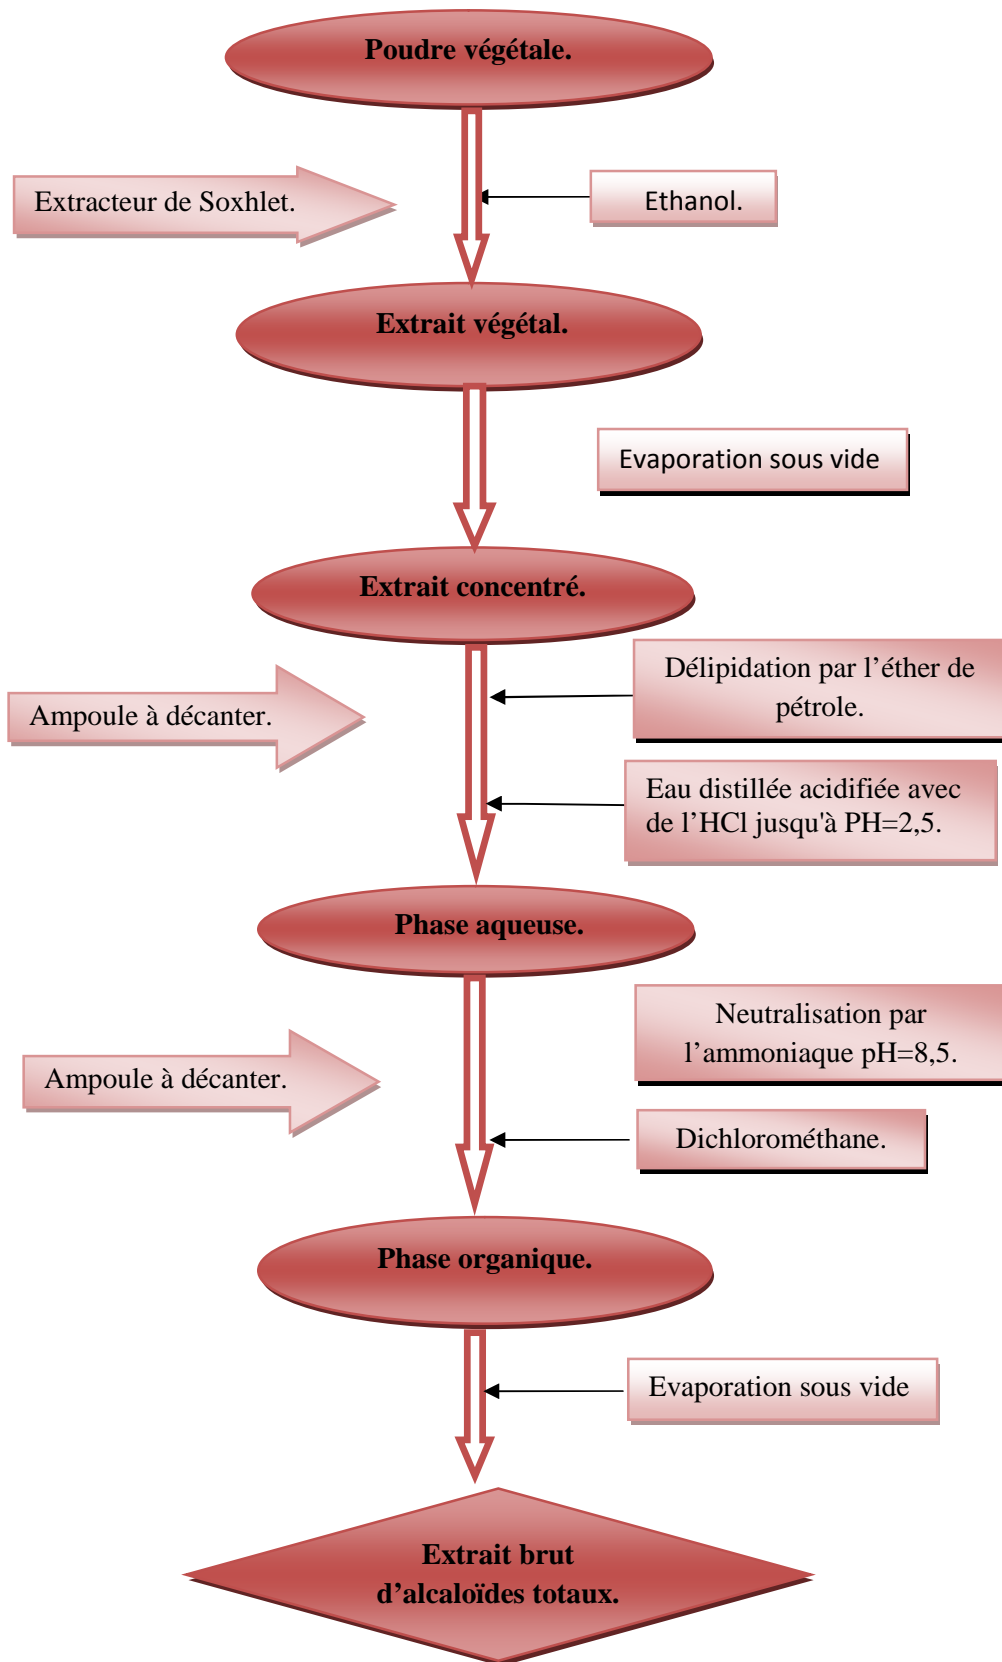 Poudre végétale.
Extracteur de Soxhlet.
Ethanol.
Extrait végétal.
Evaporation sous vide
Extrait concentré.
Délipidation par l’éther de
pétrole.
Ampoule à décanter.
Eau distillée acidifiée avec
de l’HCl jusqu'à PH=2,5.
Phase aqueuse.
Neutralisation par
l’ammoniaque pH=8,5.
Ampoule à décanter.
Dichlorométhane.
Phase organique.
Evaporation sous vide
Extrait brut
d’alcaloïdes totaux.